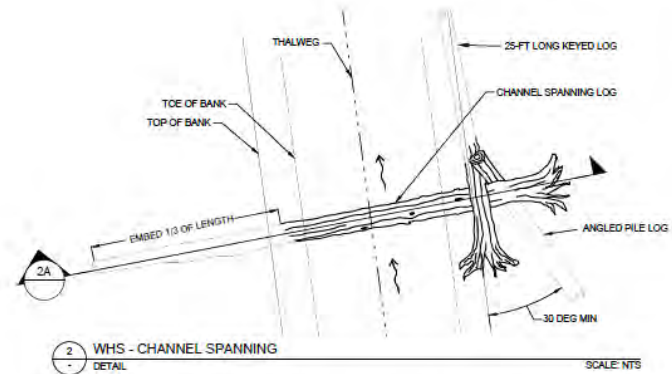 THALWEG
25-FT LONG KEYED LOG
CHANNEL SPANNING LOG
TOE OF BANK
TOP OF BANK
EMBED 1/3 OF LENGTH
ANGLED PILE LOG
2A
30 DEG MIN
2
WHS - CHANNEL SPANNING
-
DETAIL
SCALE: NTS